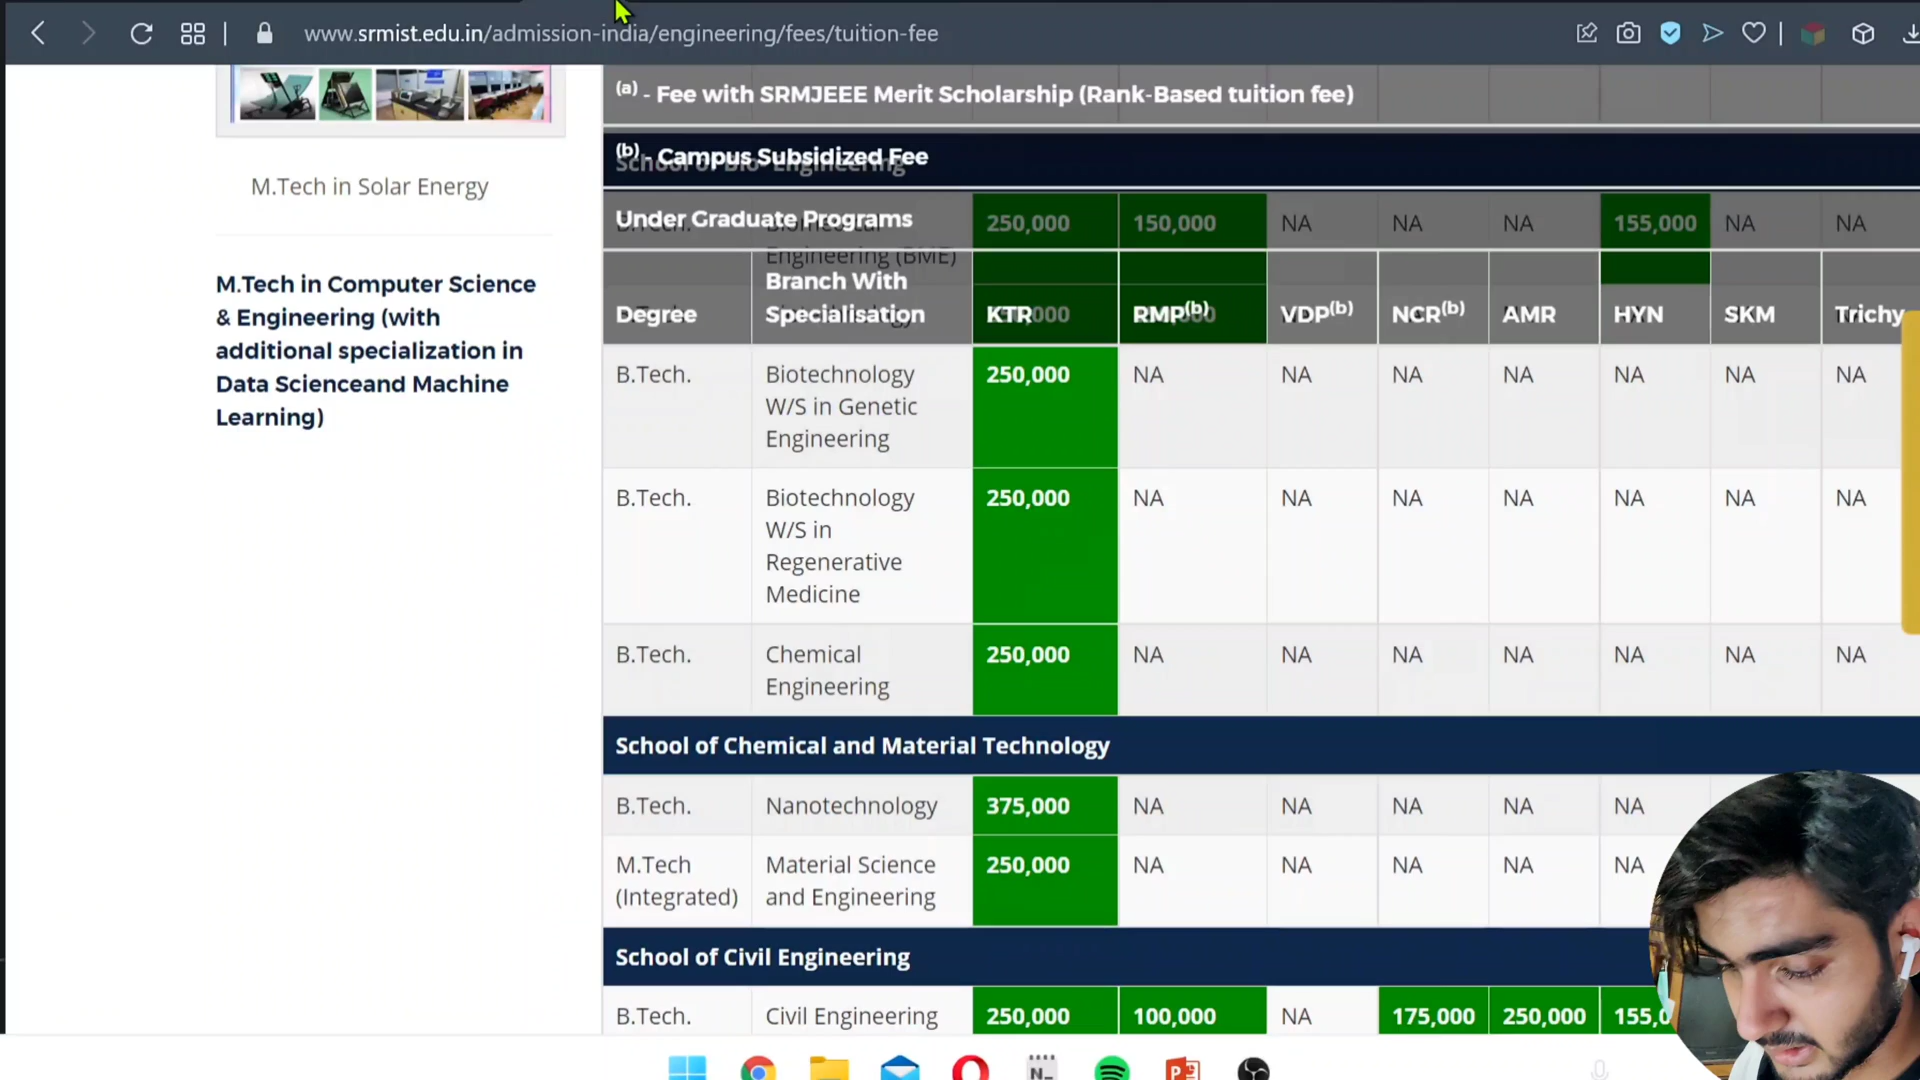 www.srmist.edu.in/admission-india/engineering/fees/tuition-fee
M.Tech in Solar Energy
M.Tech in Computer Science
& Engineering (with
additional specialization in
Data Scienceand Machine
Learning)
(a) - Fee with SRMJEEE Merit Scholarship (Rank-Based tuition fee)
(b) - Campus Subsidized Fee
School of Bio- Engineering
Under Graduate Programs
250,000 150,000 NA NA NA 155,000 NA NA
Engineering (BME)
Degree Branch With Specialisation KTR RMP(b) VDP(b) NCR(b) AMR HYN SKM Trichy
B.Tech. Biotechnology 250,000 NA NA NA NA NA NA NA
W/S in Genetic
Engineering
B.Tech. Biotechnology 250,000 NA NA NA NA NA NA NA
W/S in
Regenerative
Medicine
B.Tech. Chemical 250,000 NA NA NA NA NA NA NA
Engineering
School of Chemical and Material Technology
B.Tech. Nanotechnology 375,000 NA NA NA NA NA
M.Tech Material Science 250,000 NA NA NA NA NA
(Integrated) and Engineering
School of Civil Engineering
B.Tech. Civil Engineering 250,000 100,000 NA 175,000 250,000